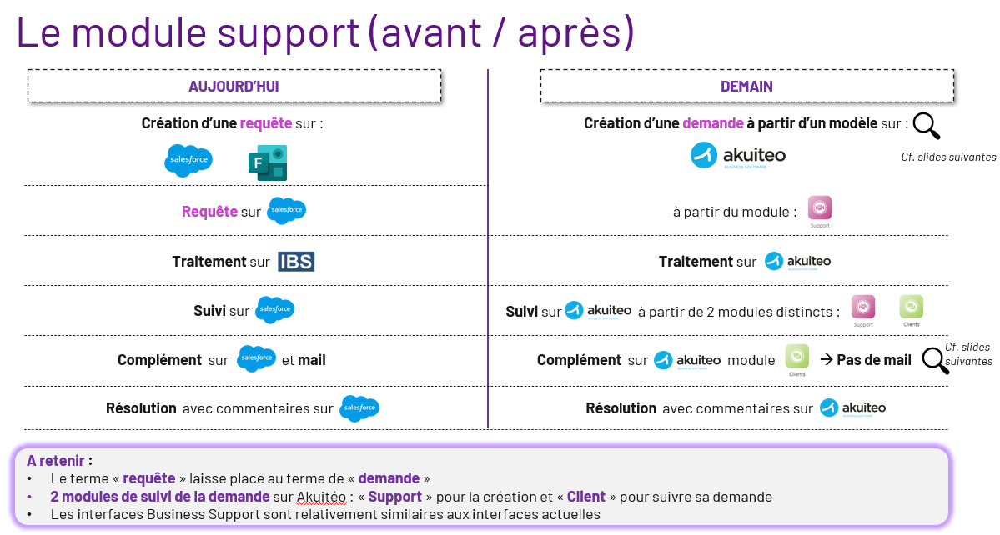 Le module support (avant / après)
AUJOURD'HUI
DEMAIN
Création d'une requête sur :
salesforce
F
Création d'une demande à partir d'un modèle sur :
akuiteo
BUSINESS SOFTWARE
Cf. slides suivantes
Requête sur salesforce
à partir du module :
Support
Traitement sur IBS
Traitement sur akuiteo
BUSINESS SOFTWARE
Suivi sur salesforce
Suivi sur akuiteo à partir de 2 modules distincts :
BUSINESS SOFTWARE
Support
Clients
Complément sur salesforce et mail
Complément sur akuiteo module
BUSINESS SOFTWARE
Clients
→ Pas de mail
Cf. slides
suivantes
Résolution avec commentaires sur salesforce
Résolution avec commentaires sur akuiteo
BUSINESS SOFTWARE
A retenir :
• Le terme « requête » laisse place au terme de « demande »
• 2 modules de suivi de la demande sur Akuitéo : « Support » pour la création et « Client » pour suivre sa demande
• Les interfaces Business Support sont relativement similaires aux interfaces actuelles